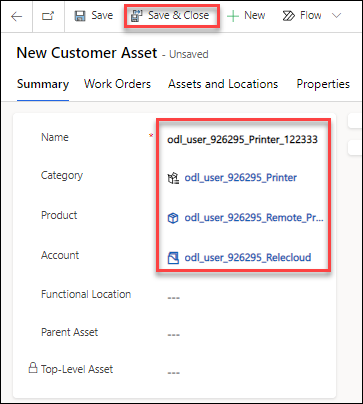 Save Save & Close New Flow
New Customer Asset - Unsaved
Summary Work Orders Assets and Locations Properties
Name * odl_user_926295_Printer_122333
Category odl_user_926295_Printer
Product odl_user_926295_Remote_Pr...
Account odl_user_926295_Relecloud
Functional Location ---
Parent Asset ---
Top-Level Asset ---